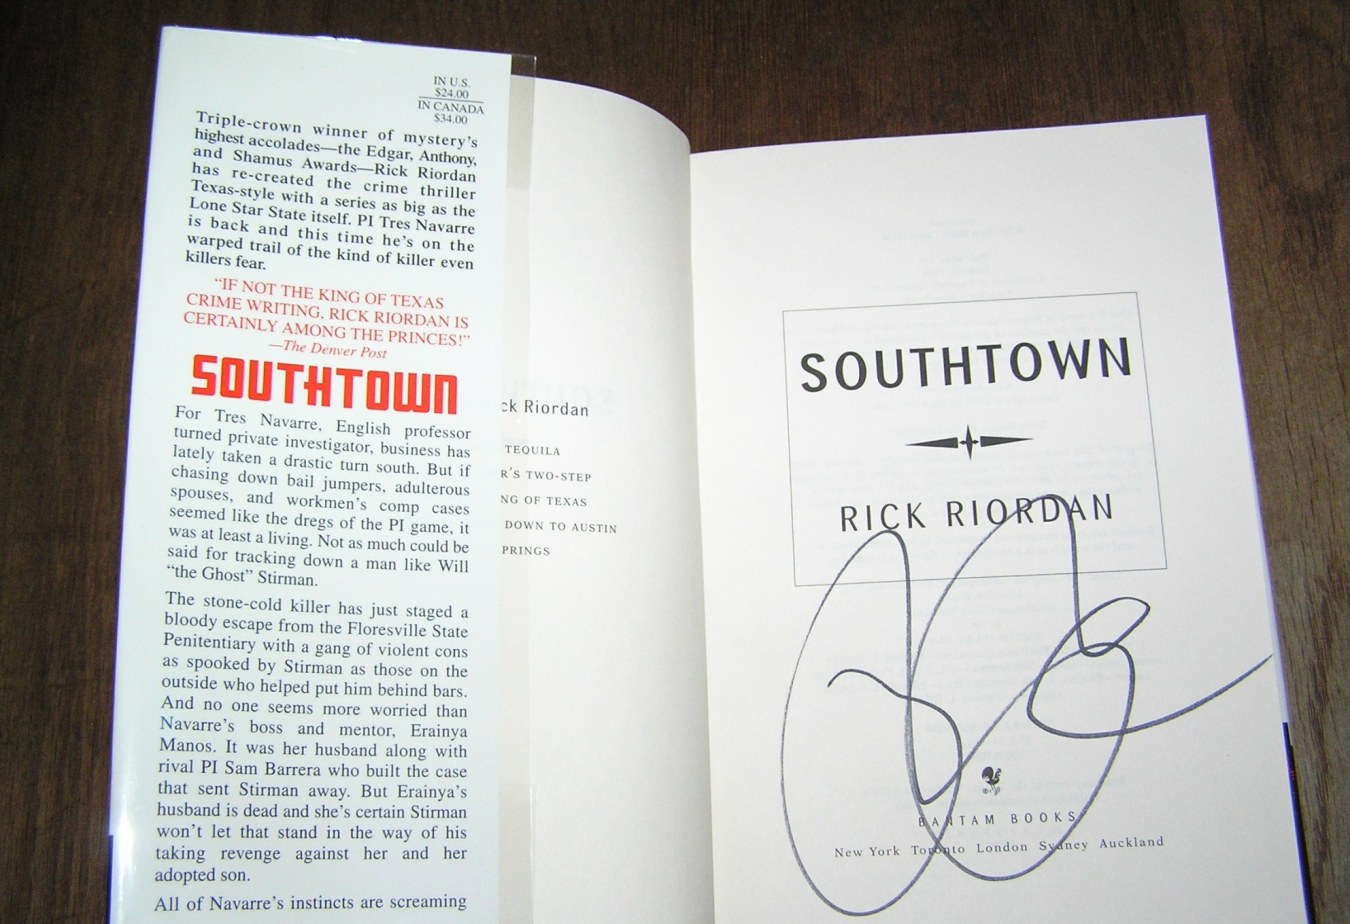 IN U.S.
$24.00
IN CANADA
$34.00
Triple-crown winner of mystery's
highest accolades—the Edgar, Anthony,
and Shamus Awards—Rick Riordan
has re-created the crime thriller
Texas-style with a series as big as the
Lone Star State itself. PI Tres Navarre
is back and this time he's on the
warped trail of the kind of killer even
killers fear.
"IF NOT THE KING OF TEXAS
CRIME WRITING, RICK RIORDAN IS
CERTAINLY AMONG THE PRINCES!"
—The Denver Post
SOUTHTOWN
For Tres Navarre, English professor
turned private investigator, business has
lately taken a drastic turn south. But if
chasing down bail jumpers, adulterous
spouses, and workmen's comp cases
seemed like the dregs of the PI game, it
was at least a living. Not as much could be
said for tracking down a man like Will
"the Ghost" Stirman.
The stone-cold killer has just staged a
bloody escape from the Floresville State
Penitentiary with a gang of violent cons
as spooked by Stirman as those on the
outside who helped put him behind bars.
And no one seems more worried than
Navarre's boss and mentor, Erainya
Manos. It was her husband along with
rival PI Sam Barrera who built the case
that sent Stirman away. But Erainya's
husband is dead and she's certain Stirman
won't let that stand in the way of his
taking revenge against her and her
adopted son.
All of Navarre's instincts are screaming
ck Riordan
TEQUILA
R'S TWO-STEP
NG OF TEXAS
DOWN TO AUSTIN
PRINGS
SOUTHTOWN
RICK RIORDAN
BANTAM BOOKS
New York Toronto London Sydney Auckland